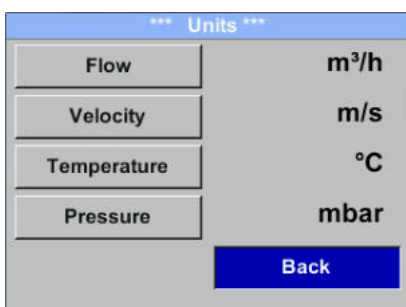 *** Units ***
Flow m³/h
Velocity m/s
Temperature °C
Pressure mbar
Back